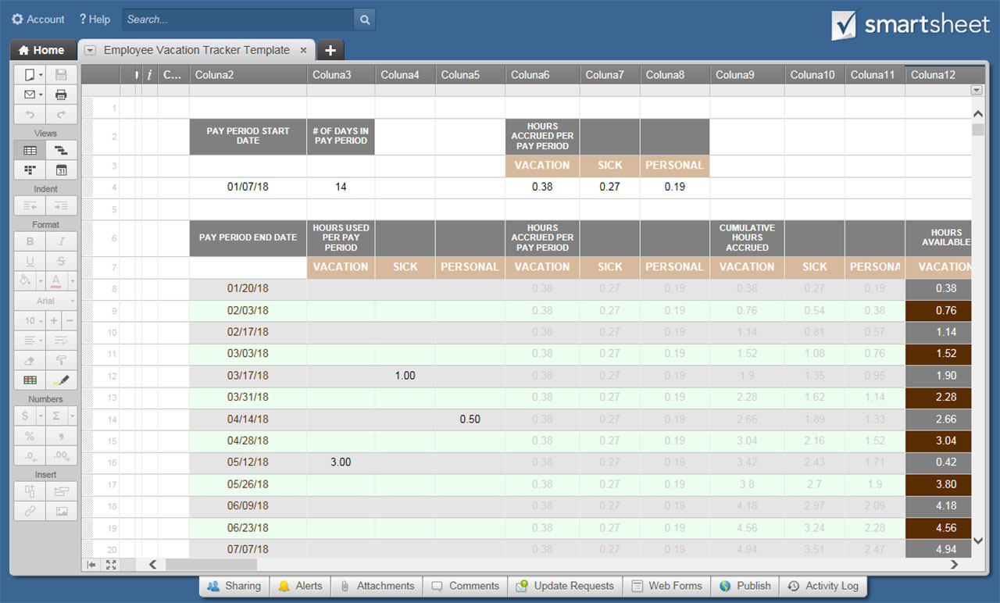 Account ? Help Search... smartsheet
Home Employee Vacation Tracker Template × +
i C... Coluna2 Coluna3 Coluna4 Coluna5 Coluna6 Coluna7 Coluna8 Coluna9 Coluna10 Coluna11 Coluna12
1
2 PAY PERIOD START DATE # OF DAYS IN PAY PERIOD HOURS ACCRUED PER PAY PERIOD
3 VACATION SICK PERSONAL
4 01/07/18 14 0.38 0.27 0.19
5
6 PAY PERIOD END DATE HOURS USED PER PAY PERIOD HOURS ACCRUED PER PAY PERIOD CUMULATIVE HOURS ACCRUED HOURS AVAILABLE
7 VACATION SICK PERSONAL VACATION SICK PERSONAL VACATION SICK PERSONA VACATION
8 01/20/18 0.38 0.27 0.19 0.38 0.27 0.19 0.38
9 02/03/18 0.38 0.27 0.19 0.76 0.54 0.38 0.76
10 02/17/18 0.38 0.27 0.19 1.14 0.81 0.57 1.14
11 03/03/18 0.38 0.27 0.19 1.52 1.08 0.76 1.52
12 03/17/18 1.00 0.38 0.27 0.19 1.9 1.35 0.95 1.90
13 03/31/18 0.38 0.27 0.19 2.28 1.62 1.14 2.28
14 04/14/18 0.50 0.38 0.27 0.19 2.66 1.89 1.33 2.66
15 04/28/18 0.38 0.27 0.19 3.04 2.16 1.52 3.04
16 05/12/18 3.00 0.38 0.27 0.19 3.42 2.43 1.71 0.42
17 05/26/18 0.38 0.27 0.19 3.8 2.7 1.9 3.80
18 06/09/18 0.38 0.27 0.19 4.18 2.97 2.09 4.18
19 06/23/18 0.38 0.27 0.19 4.56 3.24 2.28 4.56
20 07/07/18 0.38 0.27 0.19 4.94 3.51 2.47 4.94
Views
31
Indent
Format
B I
U S
A
Arial
10 + −
Numbers
$ Σ
% ,
.0 .00
Insert
Sharing Alerts Attachments Comments Update Requests Web Forms Publish Activity Log